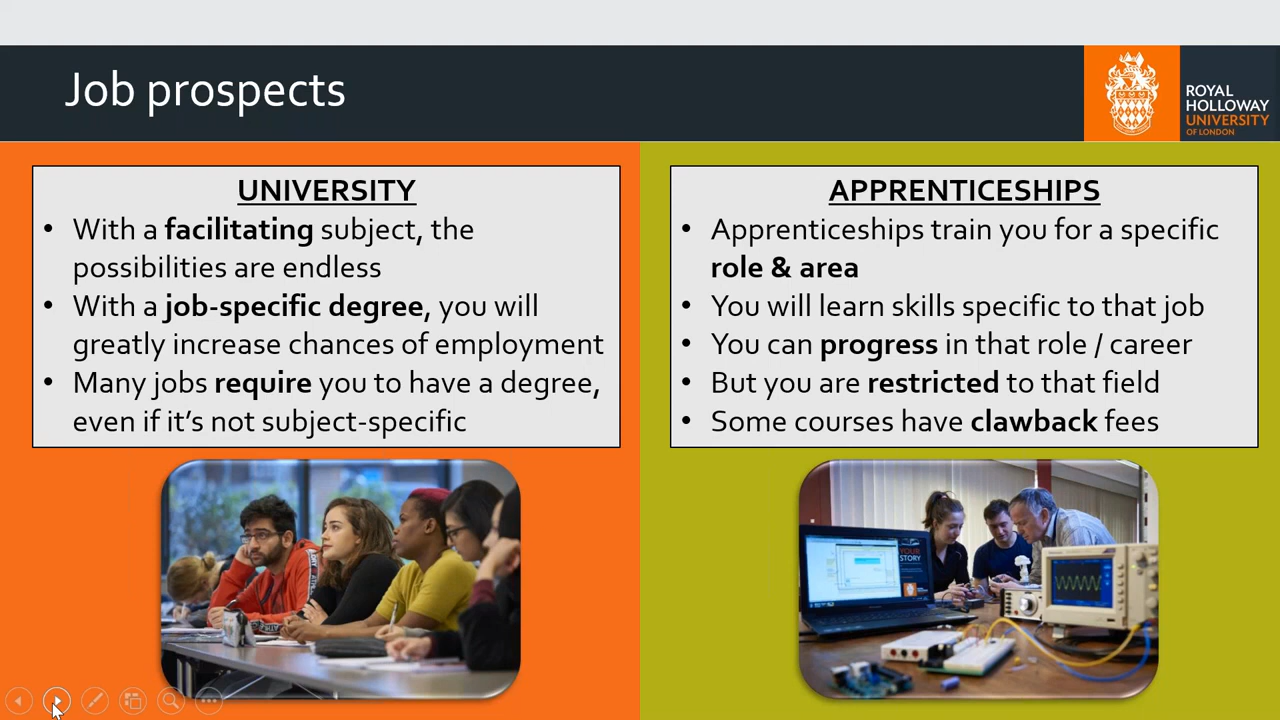 Job prospects
ROYAL
HOLLOWAY
UNIVERSITY
OF LONDON
UNIVERSITY
• With a facilitating subject, the
possibilities are endless
• With a job-specific degree, you will
greatly increase chances of employment
• Many jobs require you to have a degree,
even if it's not subject-specific
APPRENTICESHIPS
• Apprenticeships train you for a specific
role & area
• You will learn skills specific to that job
• You can progress in that role / career
• But you are restricted to that field
• Some courses have clawback fees
YOUR
STORY